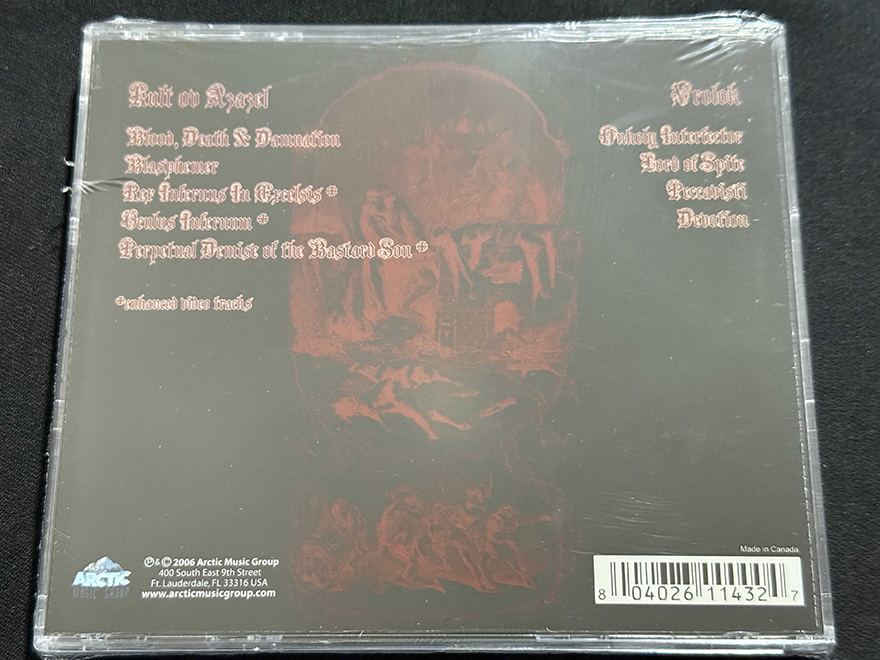 Kult ov Azazel
Blood, Death & Damnation
Blasphemer
Rex Infernus In Excelsis *
Oculus Infernum *
Perpetual Demise of the Bastard Son *
*enhanced video tracks
Vrolok
Unholy Interfector
Lord of Spite
Peccavisti
Devotion
ARCTIC
MUSIC GROUP
℗&© 2006 Arctic Music Group
400 South East 9th Street
Ft. Lauderdale, FL 33316 USA
www.arcticmusicgroup.com
Made in Canada.
8 04026 11432 7